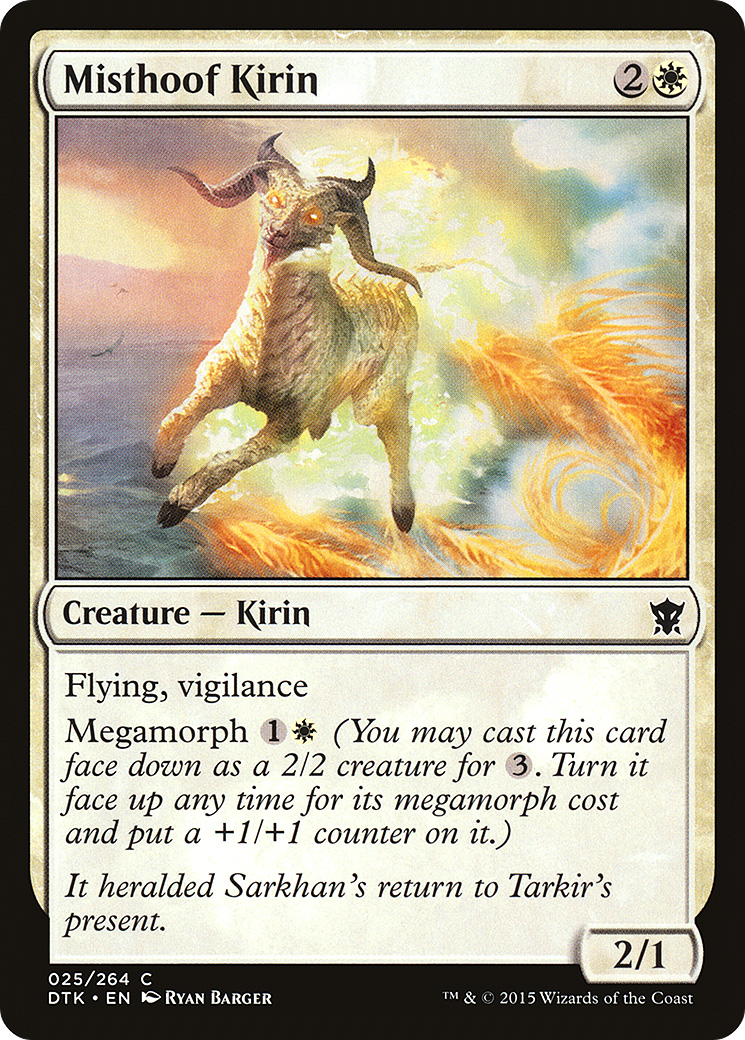 Misthoof Kirin 2
Creature — Kirin
Flying, vigilance
Megamorph 1 (You may cast this card
face down as a 2/2 creature for 3. Turn it
face up any time for its megamorph cost
and put a +1/+1 counter on it.)
It heralded Sarkhan's return to Tarkir's
present.
2/1
025/264 C
DTK • EN Ryan Barger
™ & © 2015 Wizards of the Coast